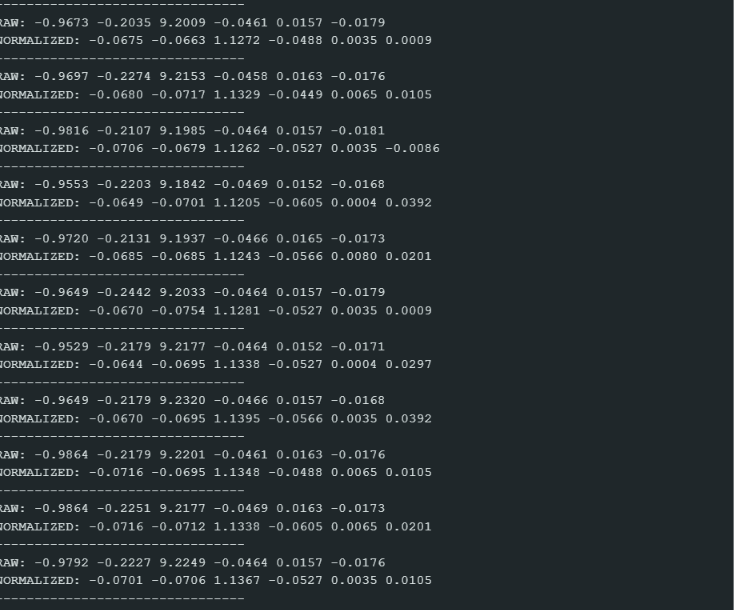 ---------------------------------
RAW: -0.9673 -0.2035 9.2009 -0.0461 0.0157 -0.0179
NORMALIZED: -0.0675 -0.0663 1.1272 -0.0488 0.0035 0.0009
---------------------------------
RAW: -0.9697 -0.2274 9.2153 -0.0458 0.0163 -0.0176
NORMALIZED: -0.0680 -0.0717 1.1329 -0.0449 0.0065 0.0105
---------------------------------
RAW: -0.9816 -0.2107 9.1985 -0.0464 0.0157 -0.0181
NORMALIZED: -0.0706 -0.0679 1.1262 -0.0527 0.0035 -0.0086
---------------------------------
RAW: -0.9553 -0.2203 9.1842 -0.0469 0.0152 -0.0168
NORMALIZED: -0.0649 -0.0701 1.1205 -0.0605 0.0004 0.0392
---------------------------------
RAW: -0.9720 -0.2131 9.1937 -0.0466 0.0165 -0.0173
NORMALIZED: -0.0685 -0.0685 1.1243 -0.0566 0.0080 0.0201
---------------------------------
RAW: -0.9649 -0.2442 9.2033 -0.0464 0.0157 -0.0179
NORMALIZED: -0.0670 -0.0754 1.1281 -0.0527 0.0035 0.0009
---------------------------------
RAW: -0.9529 -0.2179 9.2177 -0.0464 0.0152 -0.0171
NORMALIZED: -0.0644 -0.0695 1.1338 -0.0527 0.0004 0.0297
---------------------------------
RAW: -0.9649 -0.2179 9.2320 -0.0466 0.0157 -0.0168
NORMALIZED: -0.0670 -0.0695 1.1395 -0.0566 0.0035 0.0392
---------------------------------
RAW: -0.9864 -0.2179 9.2201 -0.0461 0.0163 -0.0176
NORMALIZED: -0.0716 -0.0695 1.1348 -0.0488 0.0065 0.0105
---------------------------------
RAW: -0.9864 -0.2251 9.2177 -0.0469 0.0163 -0.0173
NORMALIZED: -0.0716 -0.0712 1.1338 -0.0605 0.0065 0.0201
---------------------------------
RAW: -0.9792 -0.2227 9.2249 -0.0464 0.0157 -0.0176
NORMALIZED: -0.0701 -0.0706 1.1367 -0.0527 0.0035 0.0105
---------------------------------